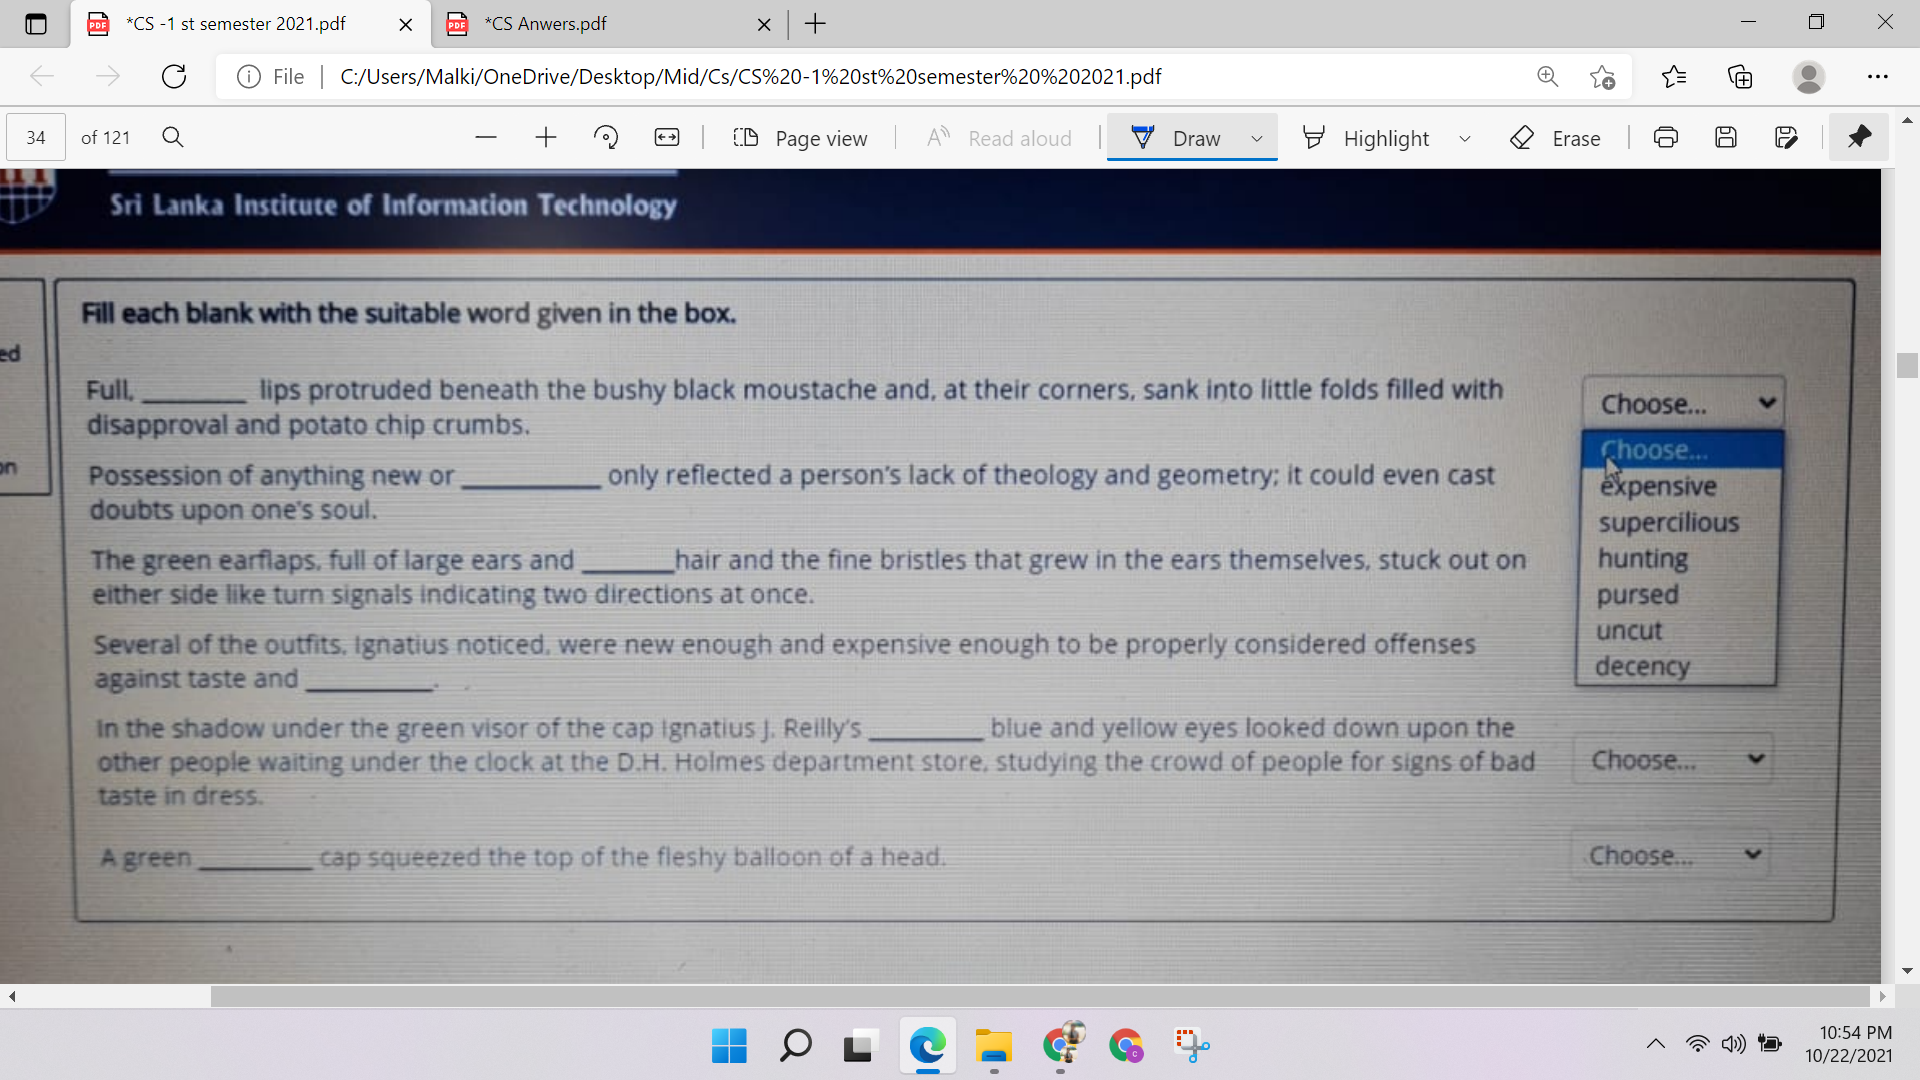 *CS -1 st semester 2021.pdf
*CS Anwers.pdf
File
C:/Users/Malki/OneDrive/Desktop/Mid/Cs/CS%20-1%20st%20semester%20%202021.pdf
34 of 121
Page view
Read aloud
Draw
Highlight
Erase
Sri Lanka Institute of Information Technology
ed
on
Fill each blank with the suitable word given in the box.
Full, ________ lips protruded beneath the bushy black moustache and, at their corners, sank into little folds filled with
disapproval and potato chip crumbs.
Choose...
Choose...
expensive
supercilious
hunting
pursed
uncut
decency
Possession of anything new or __________ only reflected a person's lack of theology and geometry; it could even cast
doubts upon one's soul.
The green earflaps, full of large ears and _______hair and the fine bristles that grew in the ears themselves, stuck out on
either side like turn signals indicating two directions at once.
Several of the outfits, Ignatius noticed, were new enough and expensive enough to be properly considered offenses
against taste and __________.
In the shadow under the green visor of the cap Ignatius J. Reilly's _________ blue and yellow eyes looked down upon the
other people waiting under the clock at the D.H. Holmes department store, studying the crowd of people for signs of bad
taste in dress.
Choose...
A green _________ cap squeezed the top of the fleshy balloon of a head.
Choose...
10:54 PM
10/22/2021